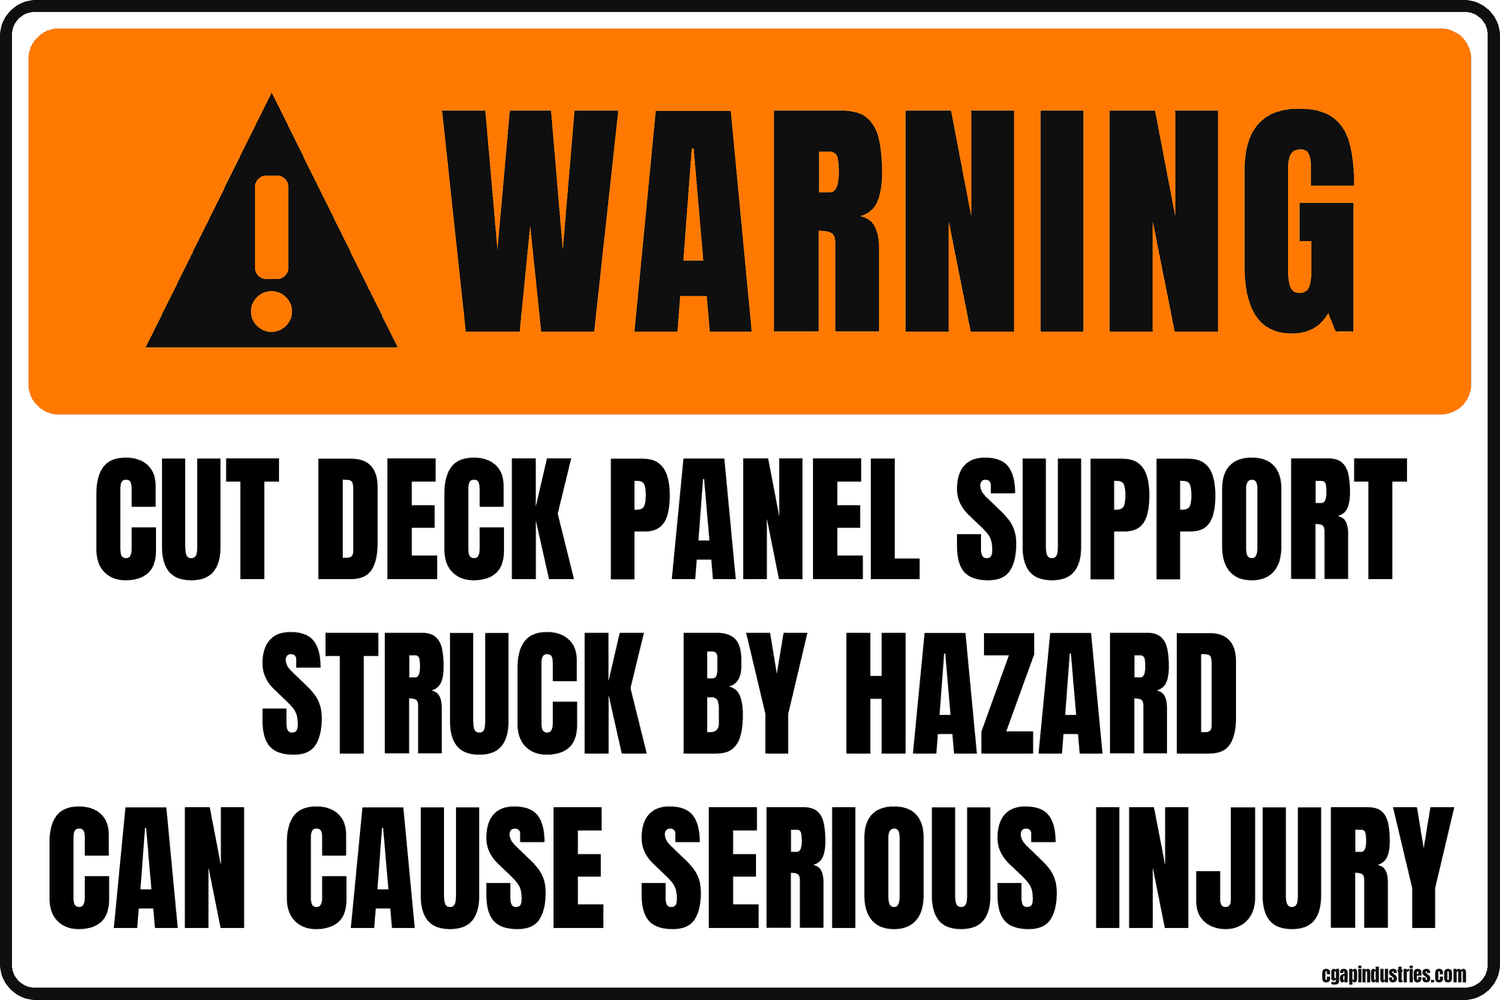 WARNING
CUT DECK PANEL SUPPORT
STRUCK BY HAZARD
CAN CAUSE SERIOUS INJURY
cgapindustries.com